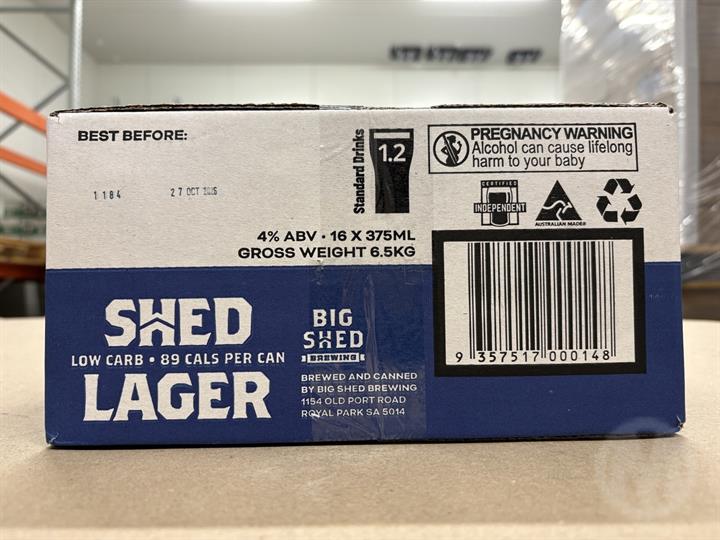 BEST BEFORE:
1184 27 OCT 2025
Standard Drinks
1.2
PREGNANCY WARNING
Alcohol can cause lifelong
harm to your baby
CERTIFIED
INDEPENDENT
AUSTRALIAN MADE
4% ABV • 16 X 375ML
GROSS WEIGHT 6.5KG
SHED
LOW CARB • 89 CALS PER CAN
LAGER
BIG
SHED
BREWING
BREWED AND CANNED
BY BIG SHED BREWING
1154 OLD PORT ROAD
ROYAL PARK SA 5014
9 357517 000148